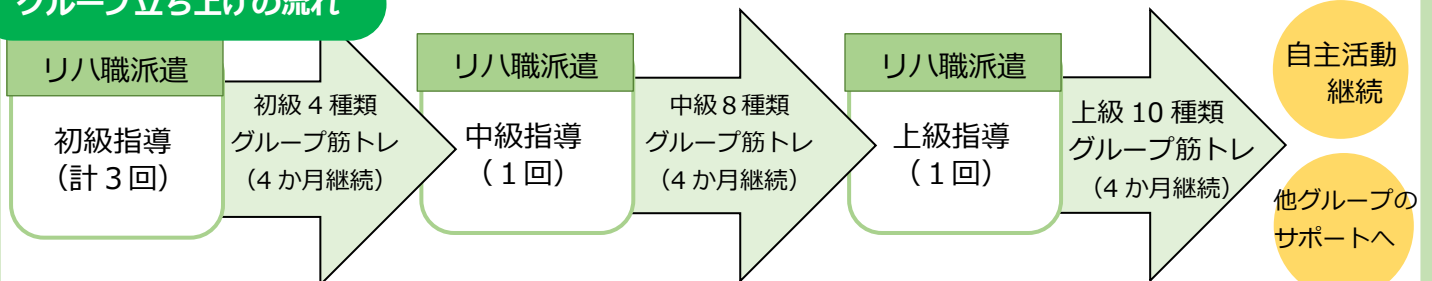 グループ立ち上げの流れ
リハ職派遣
初級指導
（計３回）
初級４種類
グループ筋トレ
（4 か月継続）
リハ職派遣
中級指導
（１回）
中級８種類
グループ筋トレ
（4 か月継続）
リハ職派遣
上級指導
（１回）
上級 10 種類
グループ筋トレ
（4 か月継続）
自主活動
継続
他グループの
サポートへ